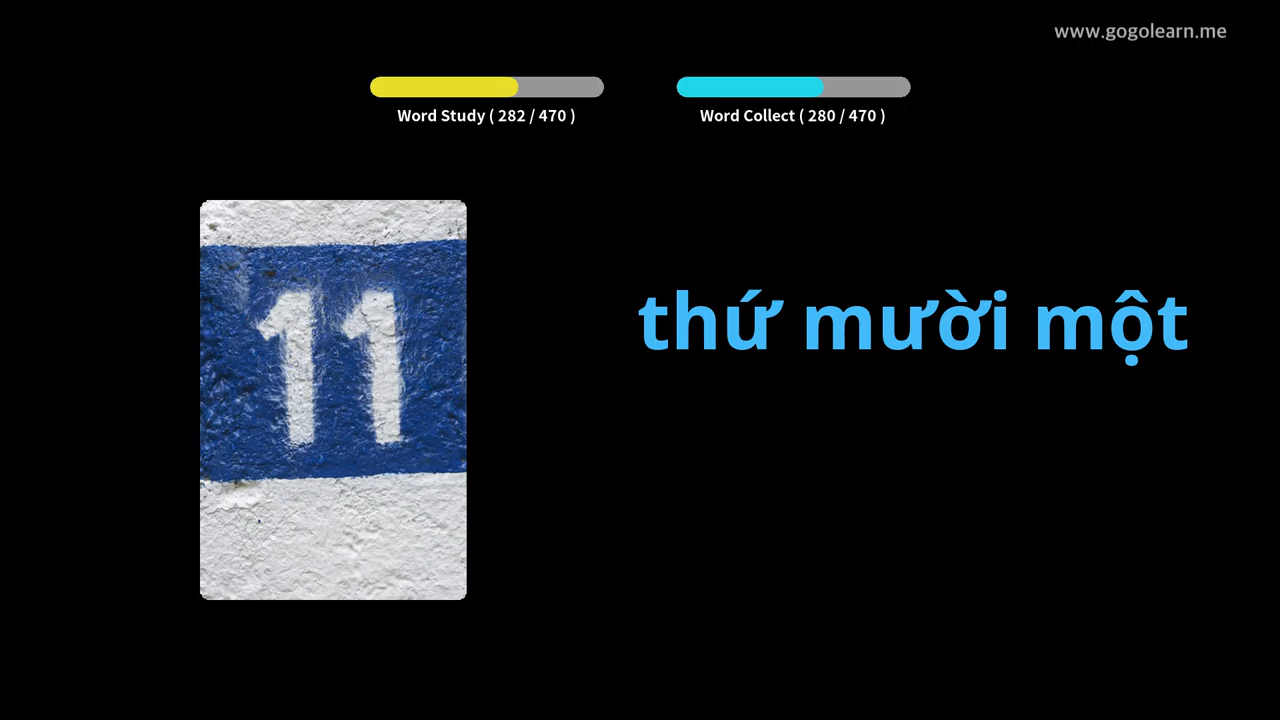 www.gogolearn.me
Word Study ( 282 / 470 )
Word Collect ( 280 / 470 )
11
thứ mười một